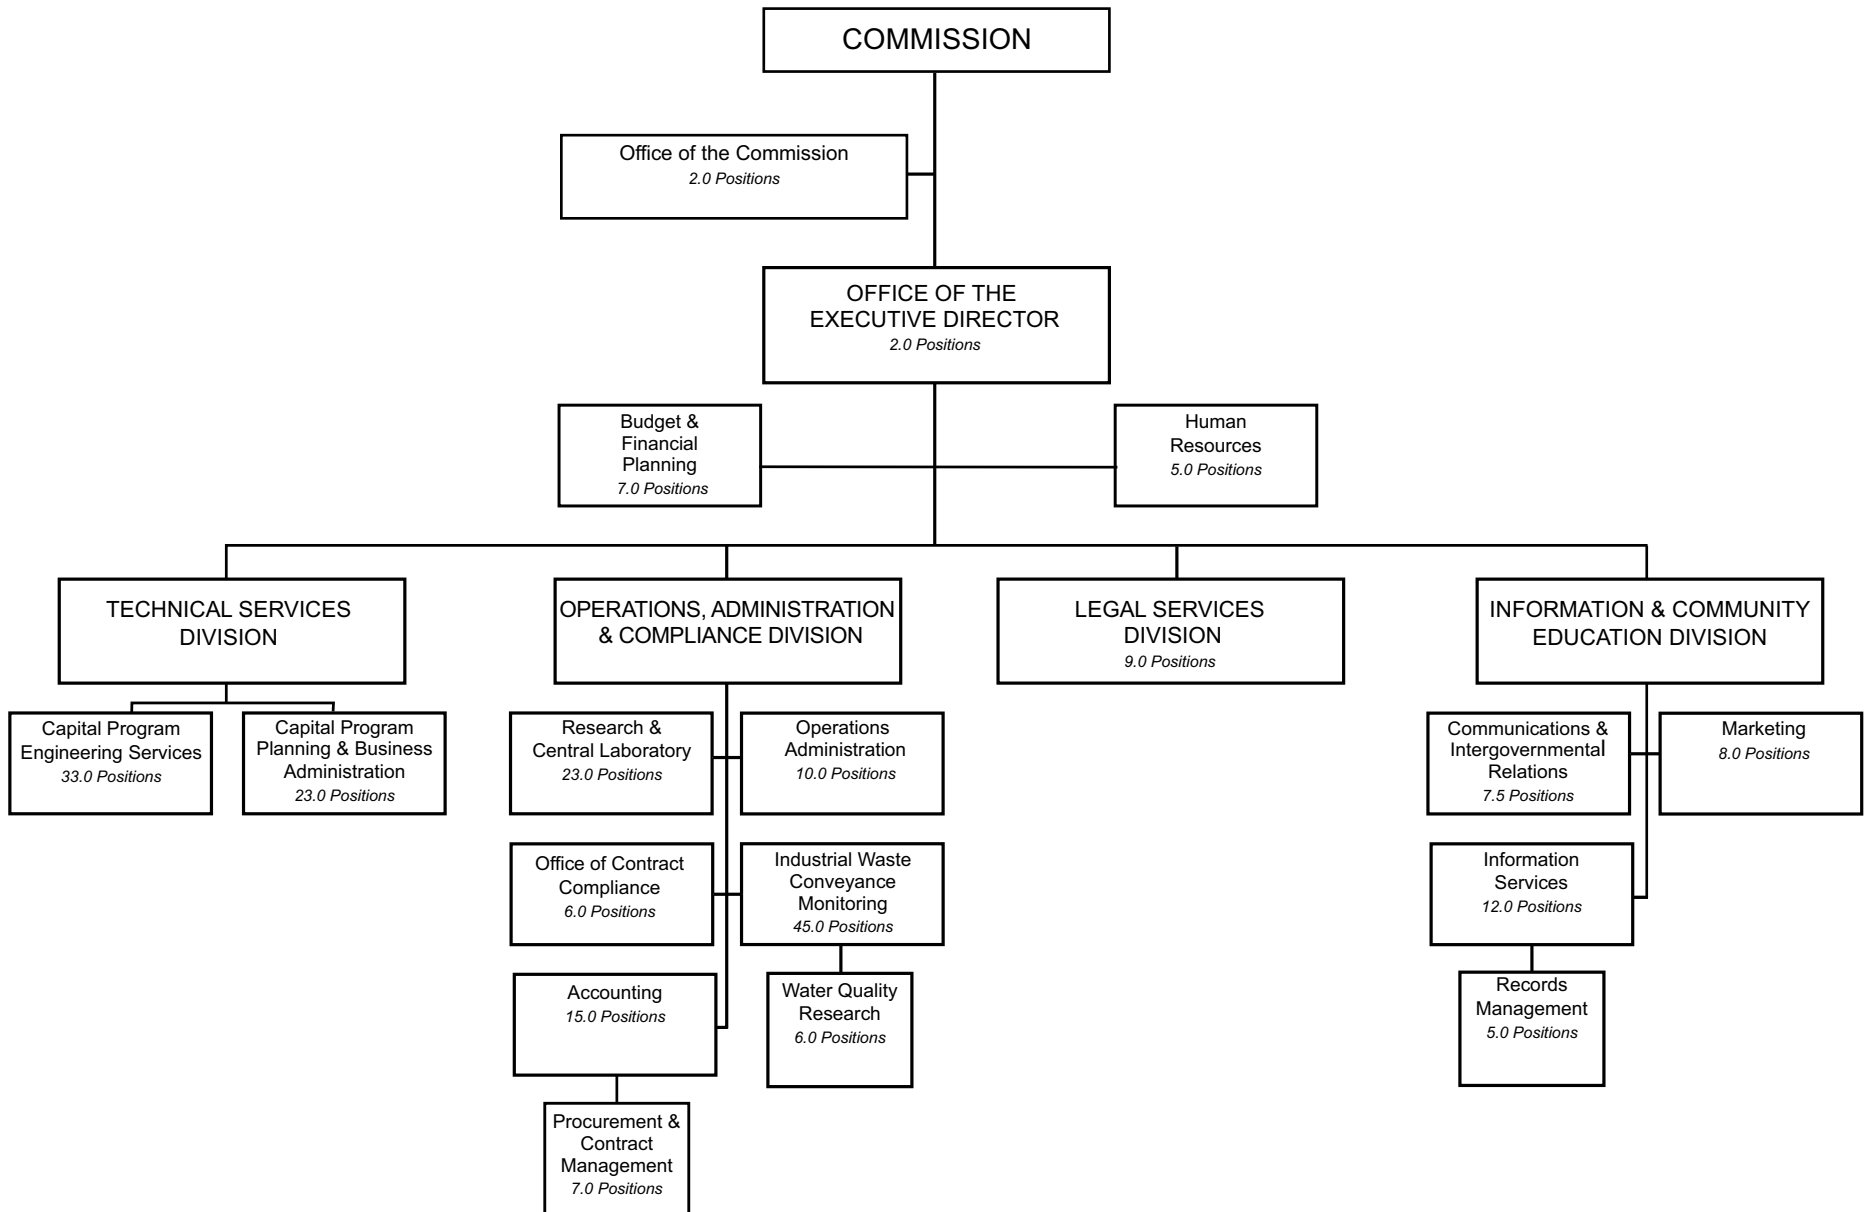 COMMISSION
Office of the Commission
2.0 Positions
OFFICE OF THE
EXECUTIVE DIRECTOR
2.0 Positions
Budget &
Financial
Planning
7.0 Positions
Human
Resources
5.0 Positions
TECHNICAL SERVICES
DIVISION
OPERATIONS, ADMINISTRATION
& COMPLIANCE DIVISION
LEGAL SERVICES
DIVISION
9.0 Positions
INFORMATION & COMMUNITY
EDUCATION DIVISION
Capital Program
Engineering Services
33.0 Positions
Capital Program
Planning & Business
Administration
23.0 Positions
Research &
Central Laboratory
23.0 Positions
Operations
Administration
10.0 Positions
Communications &
Intergovernmental
Relations
7.5 Positions
Marketing
8.0 Positions
Office of Contract
Compliance
6.0 Positions
Industrial Waste
Conveyance
Monitoring
45.0 Positions
Information
Services
12.0 Positions
Accounting
15.0 Positions
Water Quality
Research
6.0 Positions
Records
Management
5.0 Positions
Procurement &
Contract
Management
7.0 Positions